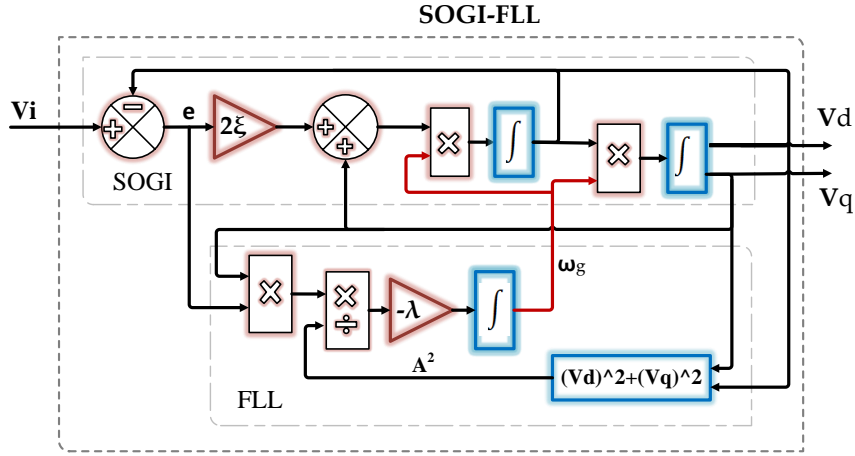 SOGI-FLL
Vi
e
2ξ
SOGI
Vd
Vq
ωg
-λ
A²
(Vd)^2+(Vq)^2
FLL